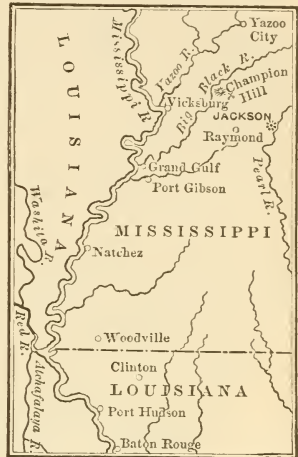 Mississippi R.
Yazoo R.
Yazoo
City
Big Black R.
Champion
Hill
Vicksburg
JACKSON
Raymond
Pearl R.
LOUISIANA
Grand Gulf
Port Gibson
Washita R.
MISSISSIPPI
Natchez
Red R.
Woodville
Atchafalaya R.
Clinton
LOUISIANA
Port Hudson
Baton Rouge